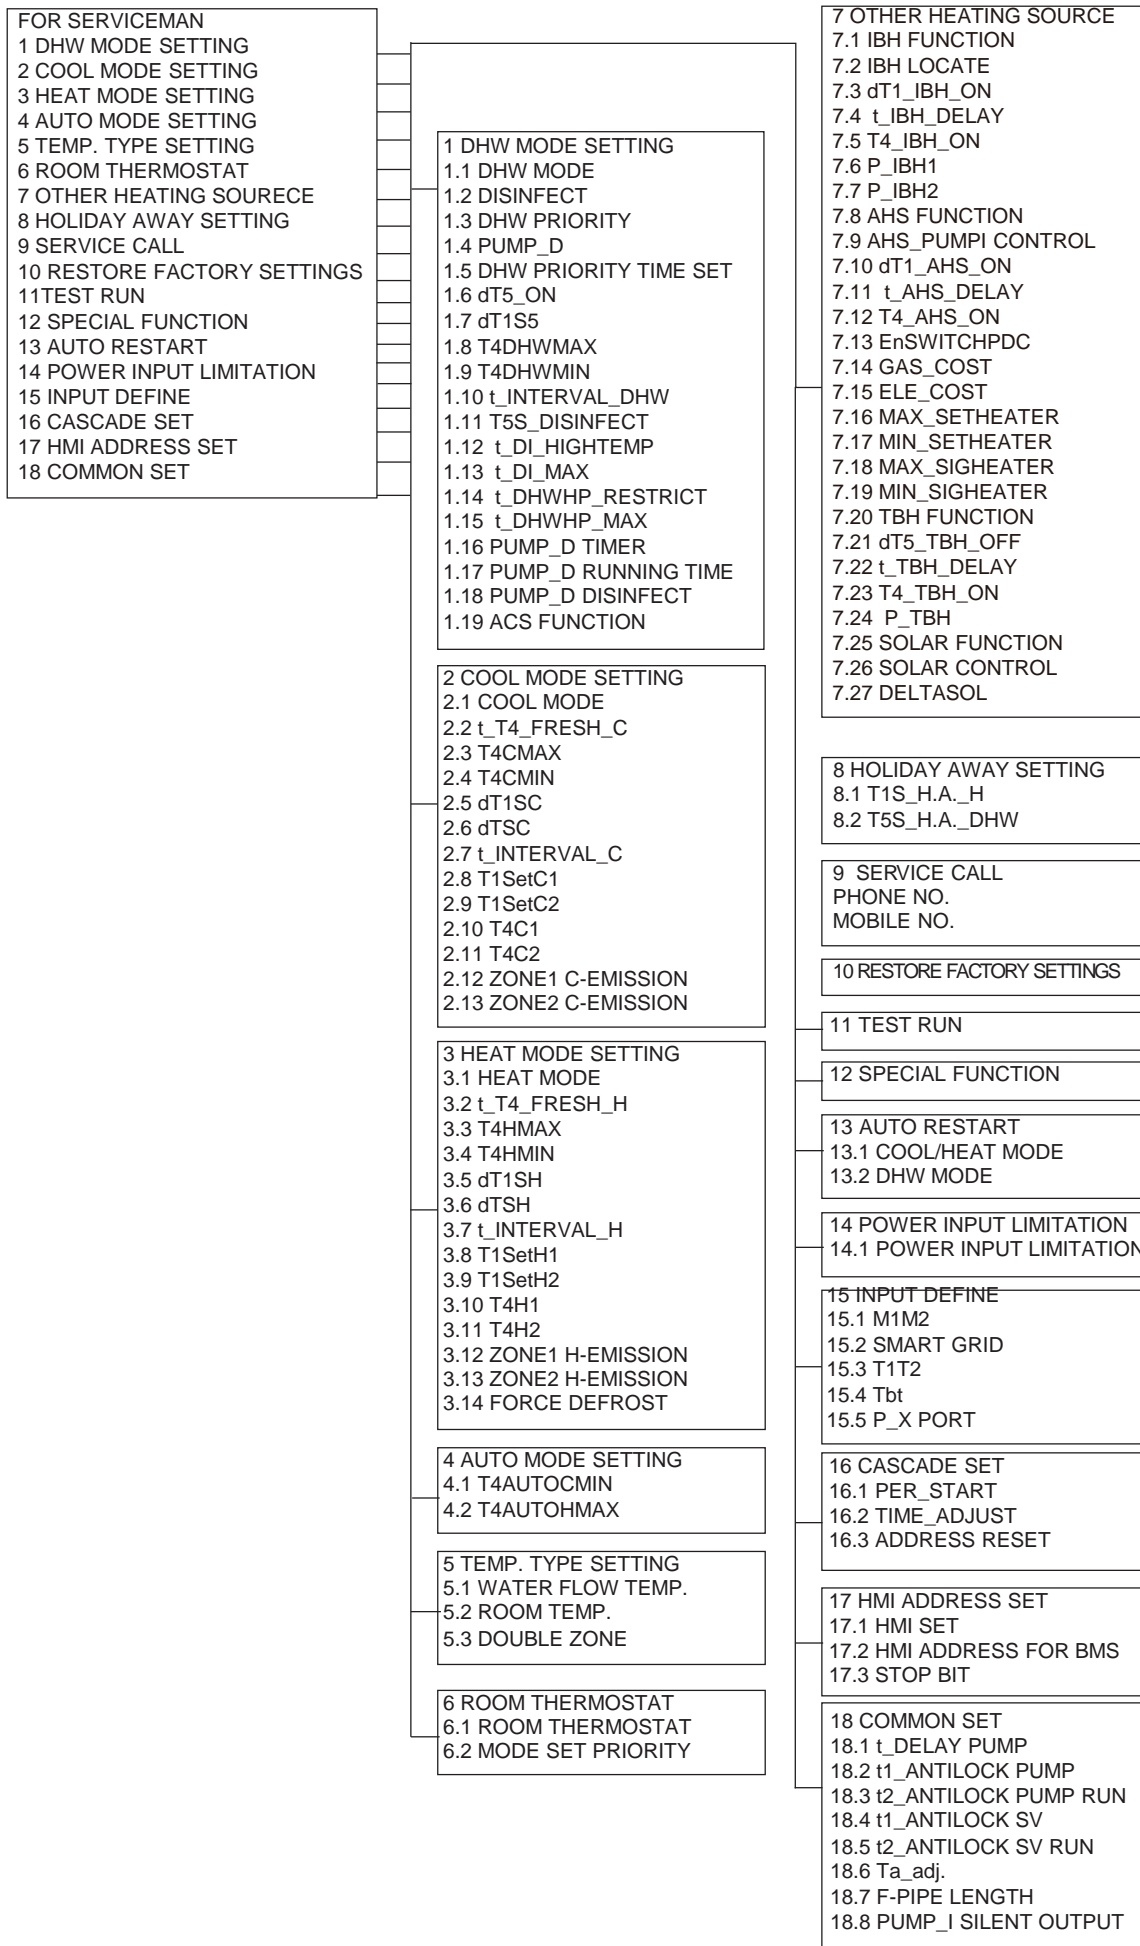 FOR SERVICEMAN
1 DHW MODE SETTING
2 COOL MODE SETTING
3 HEAT MODE SETTING
4 AUTO MODE SETTING
5 TEMP. TYPE SETTING
6 ROOM THERMOSTAT
7 OTHER HEATING SOURECE
8 HOLIDAY AWAY SETTING
9 SERVICE CALL
10 RESTORE FACTORY SETTINGS
11TEST RUN
12 SPECIAL FUNCTION
13 AUTO RESTART
14 POWER INPUT LIMITATION
15 INPUT DEFINE
16 CASCADE SET
17 HMI ADDRESS SET
18 COMMON SET
1 DHW MODE SETTING
1.1 DHW MODE
1.2 DISINFECT
1.3 DHW PRIORITY
1.4 PUMP_D
1.5 DHW PRIORITY TIME SET
1.6 dT5_ON
1.7 dT1S5
1.8 T4DHWMAX
1.9 T4DHWMIN
1.10 t_INTERVAL_DHW
1.11 T5S_DISINFECT
1.12 t_DI_HIGHTEMP
1.13 t_DI_MAX
1.14 t_DHWHP_RESTRICT
1.15 t_DHWHP_MAX
1.16 PUMP_D TIMER
1.17 PUMP_D RUNNING TIME
1.18 PUMP_D DISINFECT
1.19 ACS FUNCTION
2 COOL MODE SETTING
2.1 COOL MODE
2.2 t_T4_FRESH_C
2.3 T4CMAX
2.4 T4CMIN
2.5 dT1SC
2.6 dTSC
2.7 t_INTERVAL_C
2.8 T1SetC1
2.9 T1SetC2
2.10 T4C1
2.11 T4C2
2.12 ZONE1 C-EMISSION
2.13 ZONE2 C-EMISSION
3 HEAT MODE SETTING
3.1 HEAT MODE
3.2 t_T4_FRESH_H
3.3 T4HMAX
3.4 T4HMIN
3.5 dT1SH
3.6 dTSH
3.7 t_INTERVAL_H
3.8 T1SetH1
3.9 T1SetH2
3.10 T4H1
3.11 T4H2
3.12 ZONE1 H-EMISSION
3.13 ZONE2 H-EMISSION
3.14 FORCE DEFROST
4 AUTO MODE SETTING
4.1 T4AUTOCMIN
4.2 T4AUTOHMAX
5 TEMP. TYPE SETTING
5.1 WATER FLOW TEMP.
5.2 ROOM TEMP.
5.3 DOUBLE ZONE
6 ROOM THERMOSTAT
6.1 ROOM THERMOSTAT
6.2 MODE SET PRIORITY
7 OTHER HEATING SOURCE
7.1 IBH FUNCTION
7.2 IBH LOCATE
7.3 dT1_IBH_ON
7.4 t_IBH_DELAY
7.5 T4_IBH_ON
7.6 P_IBH1
7.7 P_IBH2
7.8 AHS FUNCTION
7.9 AHS_PUMPI CONTROL
7.10 dT1_AHS_ON
7.11 t_AHS_DELAY
7.12 T4_AHS_ON
7.13 EnSWITCHPDC
7.14 GAS_COST
7.15 ELE_COST
7.16 MAX_SETHEATER
7.17 MIN_SETHEATER
7.18 MAX_SIGHEATER
7.19 MIN_SIGHEATER
7.20 TBH FUNCTION
7.21 dT5_TBH_OFF
7.22 t_TBH_DELAY
7.23 T4_TBH_ON
7.24 P_TBH
7.25 SOLAR FUNCTION
7.26 SOLAR CONTROL
7.27 DELTASOL
8 HOLIDAY AWAY SETTING
8.1 T1S_H.A._H
8.2 T5S_H.A._DHW
9 SERVICE CALL
PHONE NO.
MOBILE NO.
10 RESTORE FACTORY SETTINGS
11 TEST RUN
12 SPECIAL FUNCTION
13 AUTO RESTART
13.1 COOL/HEAT MODE
13.2 DHW MODE
14 POWER INPUT LIMITATION
14.1 POWER INPUT LIMITATION
15 INPUT DEFINE
15.1 M1M2
15.2 SMART GRID
15.3 T1T2
15.4 Tbt
15.5 P_X PORT
16 CASCADE SET
16.1 PER_START
16.2 TIME_ADJUST
16.3 ADDRESS RESET
17 HMI ADDRESS SET
17.1 HMI SET
17.2 HMI ADDRESS FOR BMS
17.3 STOP BIT
18 COMMON SET
18.1 t_DELAY PUMP
18.2 t1_ANTILOCK PUMP
18.3 t2_ANTILOCK PUMP RUN
18.4 t1_ANTILOCK SV
18.5 t2_ANTILOCK SV RUN
18.6 Ta_adj.
18.7 F-PIPE LENGTH
18.8 PUMP_I SILENT OUTPUT